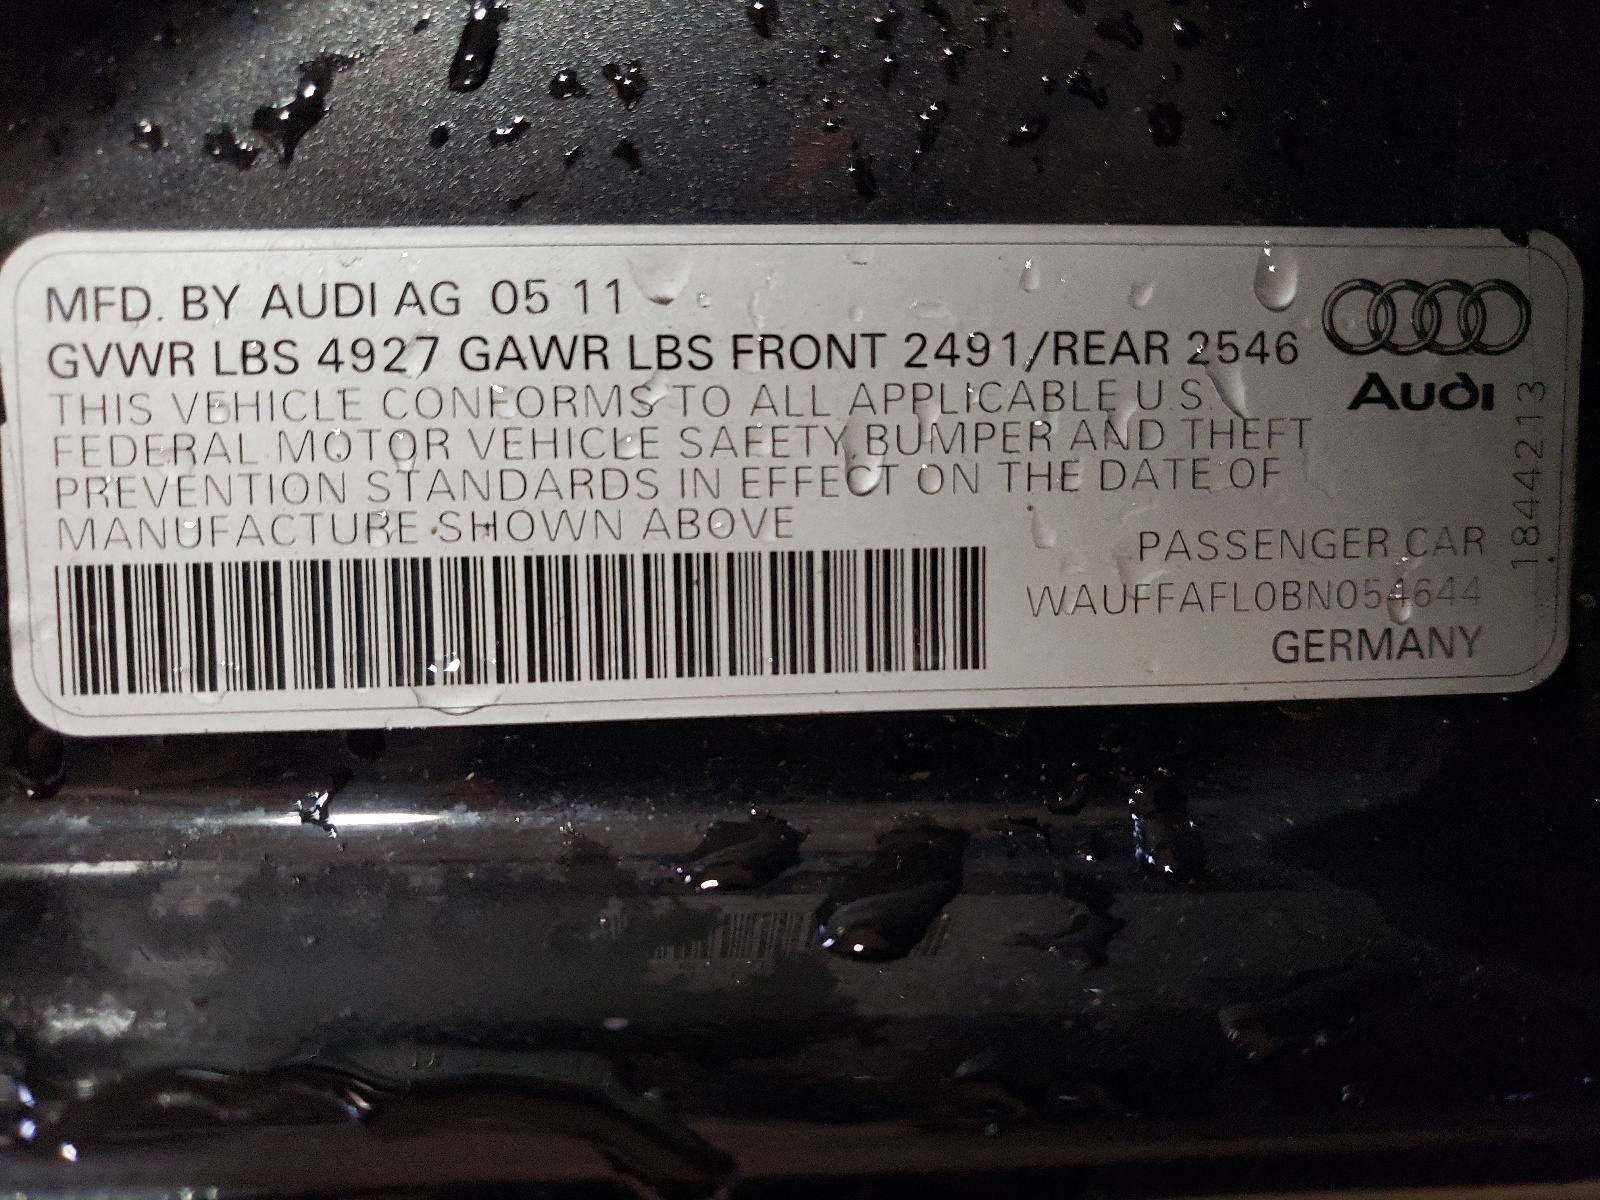 MFD. BY AUDI AG 05 11
GVWR LBS 4927 GAWR LBS FRONT 2491/REAR 2546
THIS VEHICLE CONFORMS TO ALL APPLICABLE U.S.
FEDERAL MOTOR VEHICLE SAFETY BUMPER AND THEFT
PREVENTION STANDARDS IN EFFECT ON THE DATE OF
MANUFACTURE SHOWN ABOVE
Audi
1844213
PASSENGER CAR
WAUFFAFL0BN054644
GERMANY